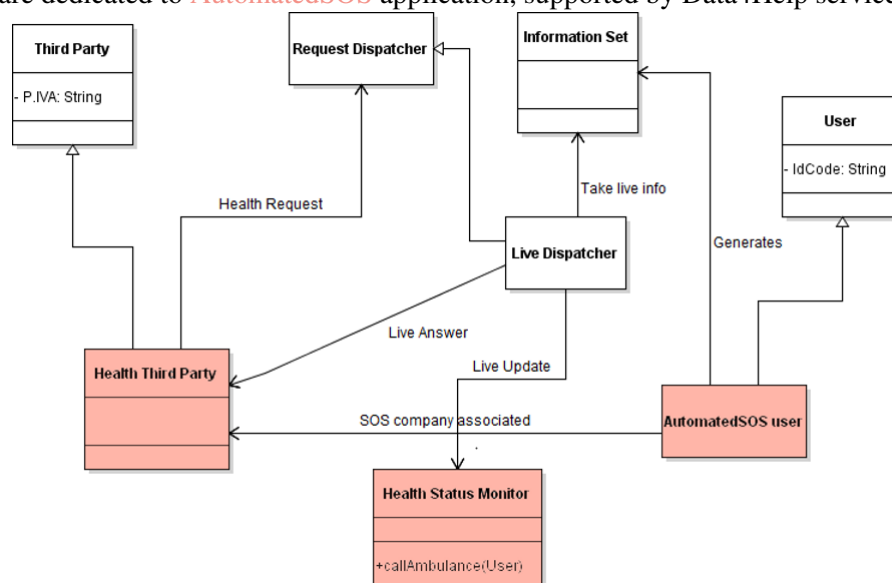 are dedicated to AutomatedSOS application, supported by Data4Help service
Third Party
- P.IVA: String
Request Dispatcher
Information Set
User
- IdCode: String
Health Request
Take live info
Generates
Live Dispatcher
Live Answer
Health Third Party
Live Update
SOS company associated
AutomatedSOS user
Health Status Monitor
+callAmbulance(User)